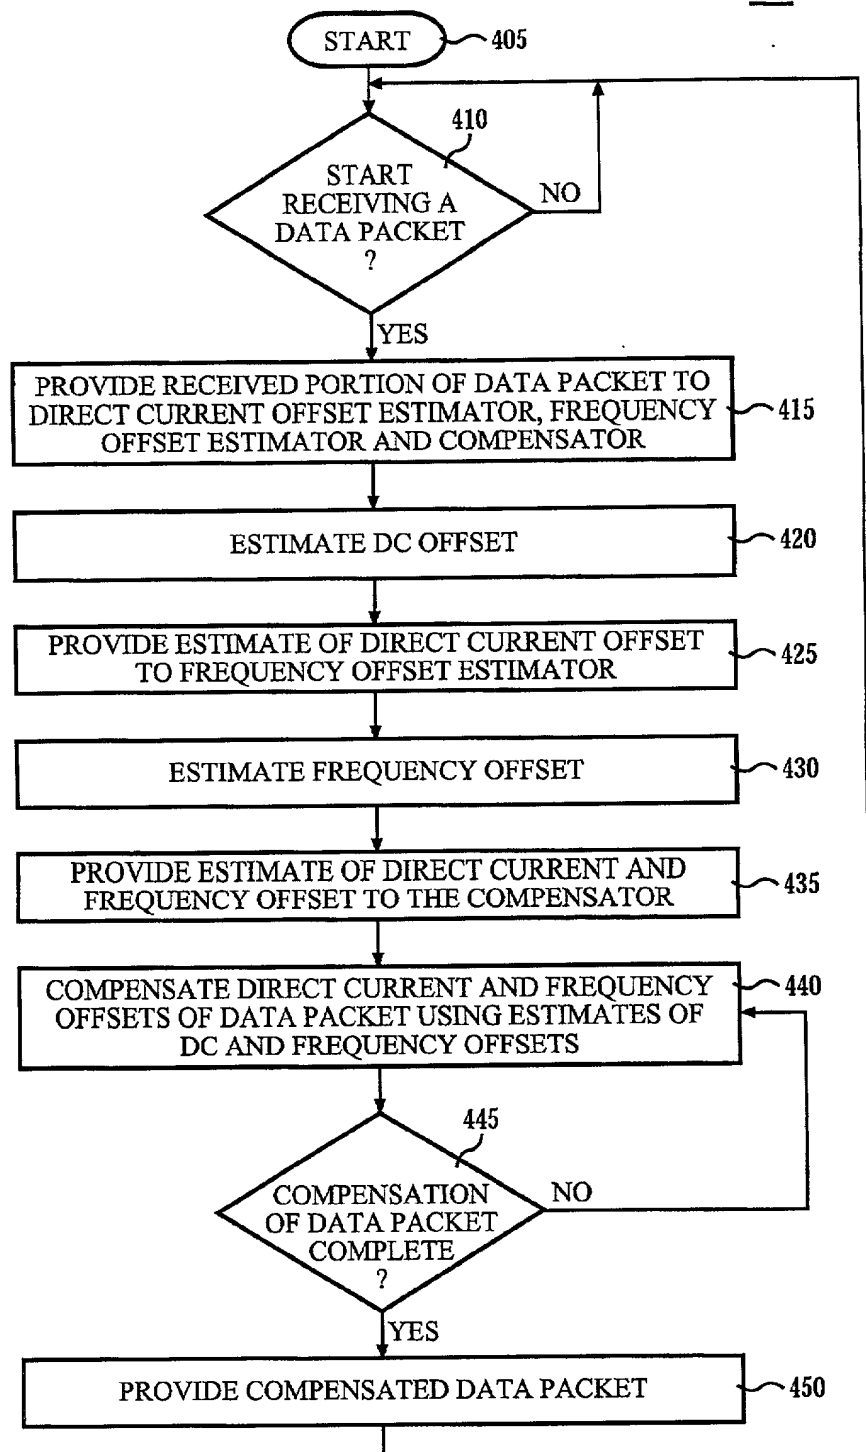 START
405
410
START
RECEIVING A
DATA PACKET
?
NO
YES
PROVIDE RECEIVED PORTION OF DATA PACKET TO
DIRECT CURRENT OFFSET ESTIMATOR, FREQUENCY
OFFSET ESTIMATOR AND COMPENSATOR
415
ESTIMATE DC OFFSET
420
PROVIDE ESTIMATE OF DIRECT CURRENT OFFSET
TO FREQUENCY OFFSET ESTIMATOR
425
ESTIMATE FREQUENCY OFFSET
430
PROVIDE ESTIMATE OF DIRECT CURRENT AND
FREQUENCY OFFSET TO THE COMPENSATOR
435
COMPENSATE DIRECT CURRENT AND FREQUENCY
OFFSETS OF DATA PACKET USING ESTIMATES OF
DC AND FREQUENCY OFFSETS
440
445
COMPENSATION
OF DATA PACKET
COMPLETE
?
NO
YES
PROVIDE COMPENSATED DATA PACKET
450